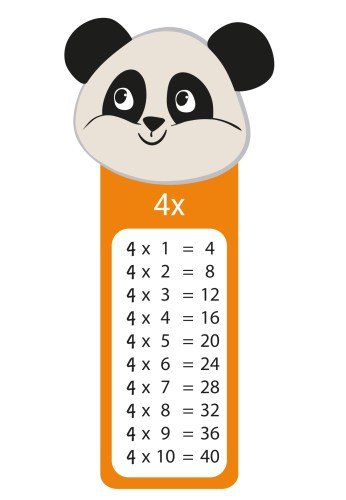 4x
4 x 1 = 4
4 x 2 = 8
4 x 3 = 12
4 x 4 = 16
4 x 5 = 20
4 x 6 = 24
4 x 7 = 28
4 x 8 = 32
4 x 9 = 36
4 x 10 = 40